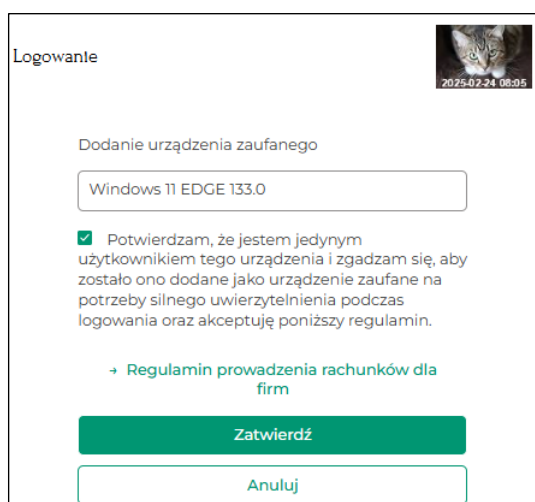 Logowanie
2025-02-24 08:05
Dodanie urządzenia zaufanego
Windows 11 EDGE 133.0
Potwierdzam, że jestem jedynym
użytkownikiem tego urządzenia i zgadzam się, aby
zostało ono dodane jako urządzenie zaufane na
potrzeby silnego uwierzytelnienia podczas
logowania oraz akceptuję poniższy regulamin.
→ Regulamin prowadzenia rachunków dla
firm
Zatwierdź
Anuluj